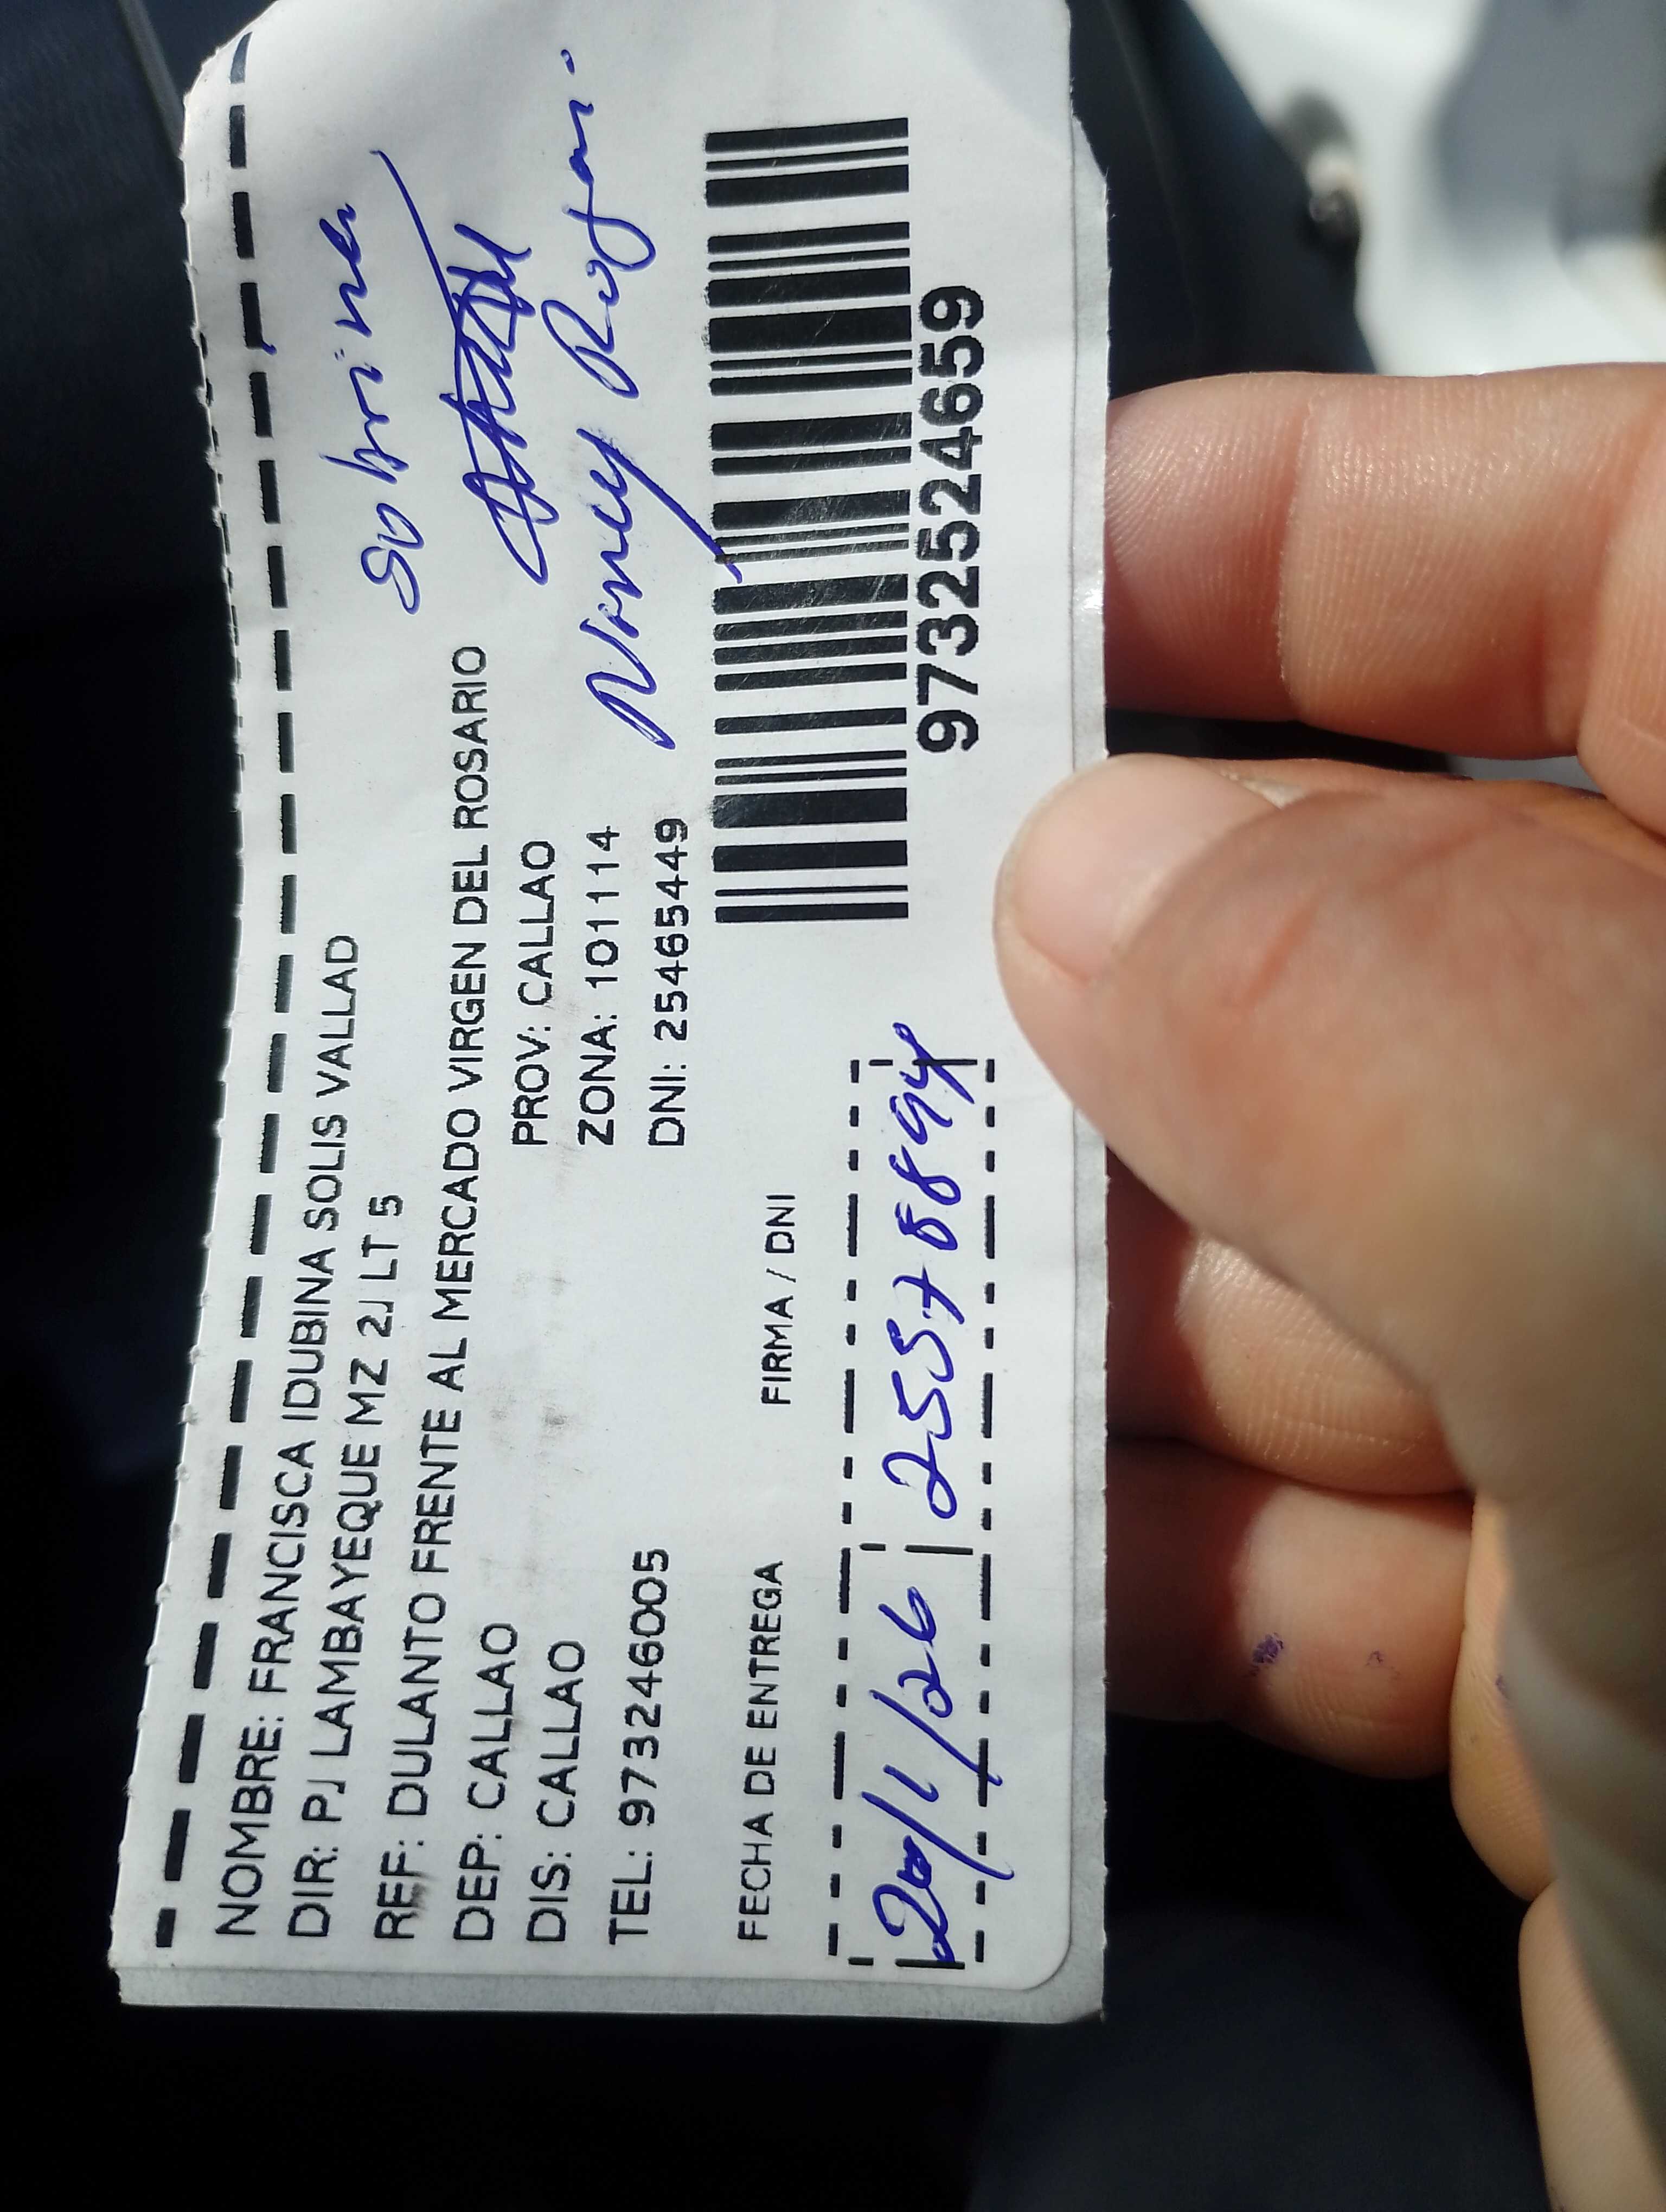 NOMBRE: FRANCISCA IDUBINA SOLIS VALLAD
DIR: PJ LAMBAYEQUE MZ 2J LT 5
REF: DULANTO FRENTE AL MERCADO VIRGEN DEL ROSARIO
DEP: CALLAO PROV: CALLAO
DIS: CALLAO ZONA: 101114
TEL: 973246005 DNI: 25465449
sobrina
Nancy
FECHA DE ENTREGA FIRMA / DNI
20/1/26 25578894
9732524659